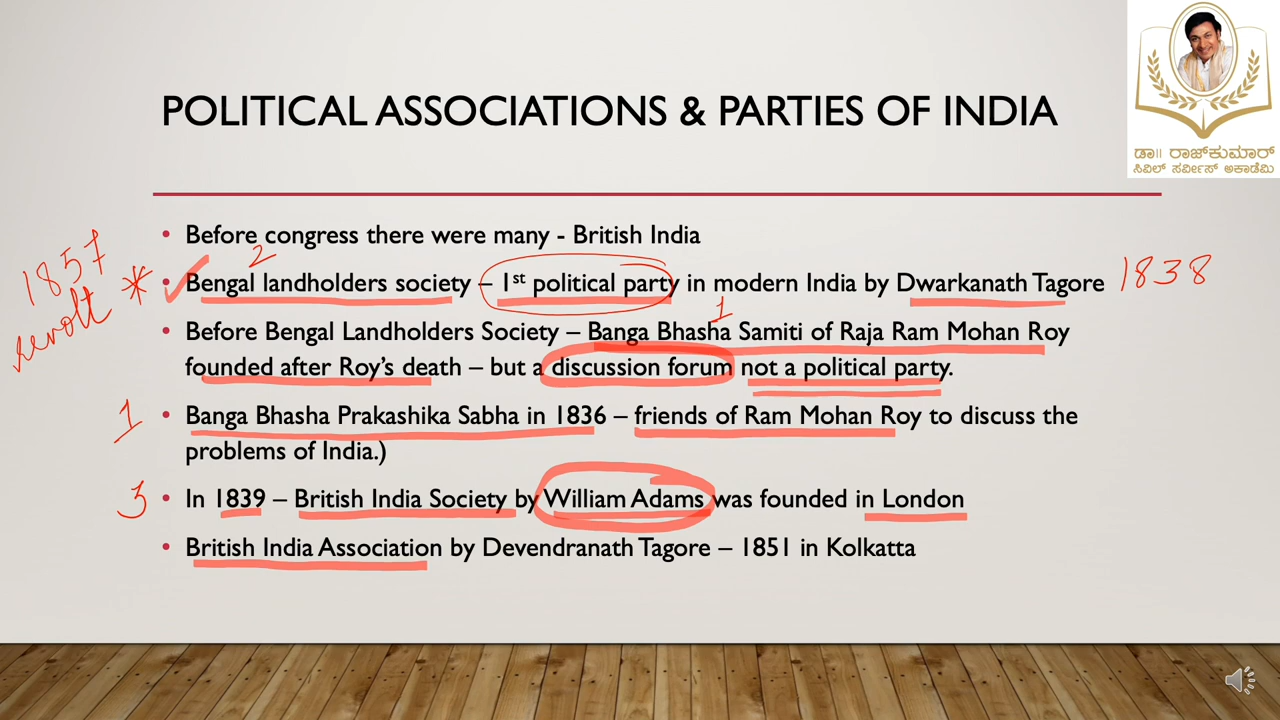 POLITICAL ASSOCIATIONS & PARTIES OF INDIA
ಡಾ|| ರಾಜ್‌ಕುಮಾರ್
ಸಿವಿಲ್ ಸರ್ವೀಸ್ ಅಕಾಡೆಮಿ
• Before congress there were many - British India
2
1857
revolt
*
• Bengal landholders society – 1st political party in modern India by Dwarkanath Tagore 1838
1
• Before Bengal Landholders Society – Banga Bhasha Samiti of Raja Ram Mohan Roy
founded after Roy's death – but a discussion forum not a political party.
1 • Banga Bhasha Prakashika Sabha in 1836 – friends of Ram Mohan Roy to discuss the
problems of India.)
3 • In 1839 – British India Society by William Adams was founded in London
• British India Association by Devendranath Tagore – 1851 in Kolkatta